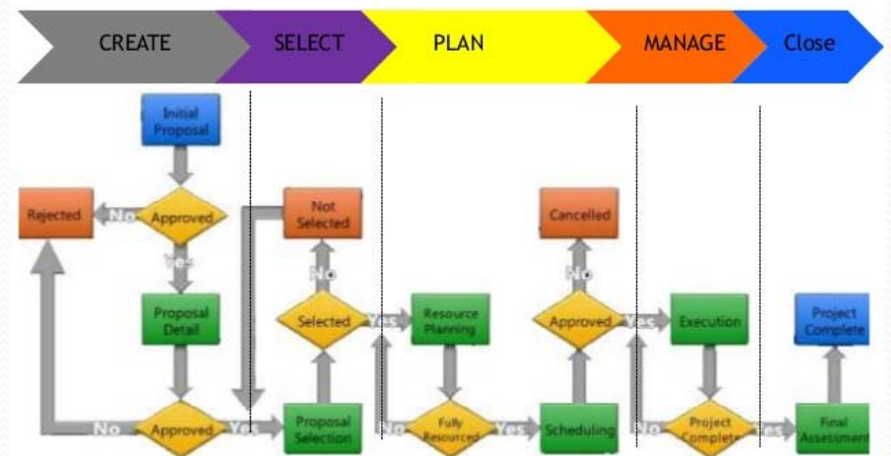 CREATE
SELECT
PLAN
MANAGE
Close
Initial
Proposal
Rejected
No
Approved
Yes
Proposal
Detail
No
Approved
Yes
Not
Selected
No
Selected
Yes
Proposal
Selection
Resource
Planning
No
Fully
Resourced
Yes
Cancelled
No
Approved
Yes
Scheduling
Execution
No
Project
Complete
Yes
Project
Complete
Final
Assessment